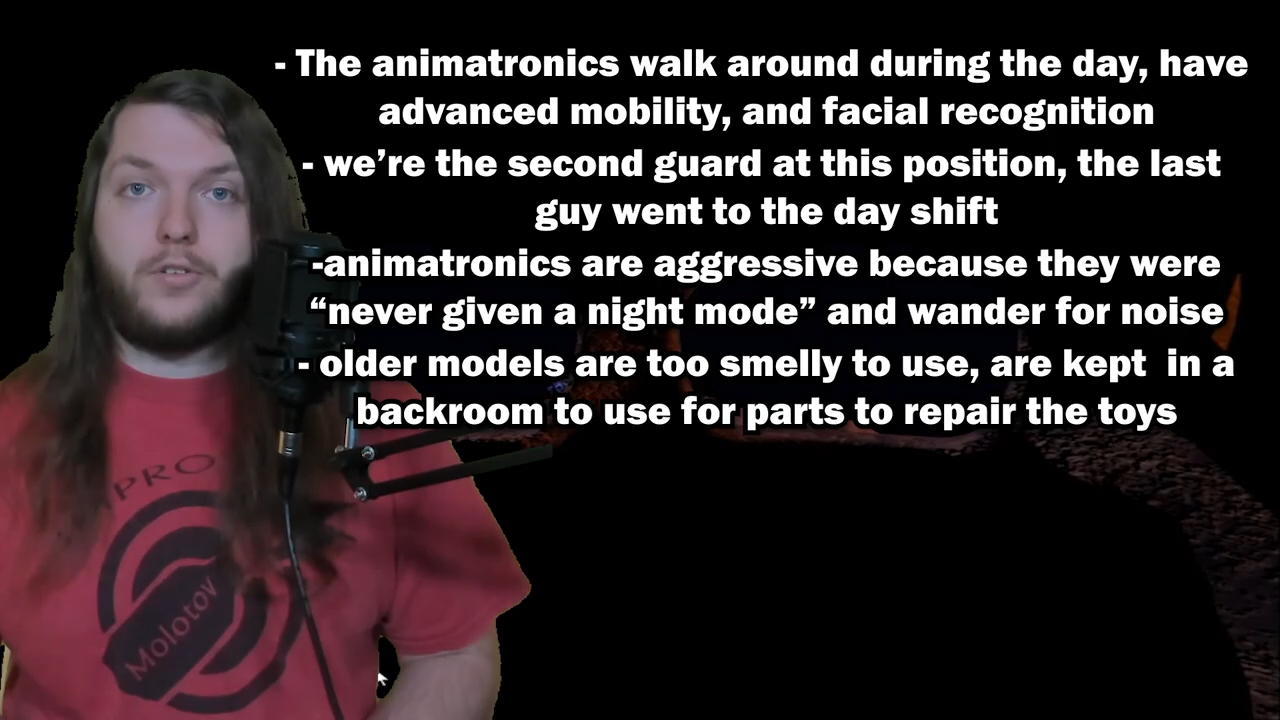 - The animatronics walk around during the day, have
advanced mobility, and facial recognition
- we’re the second guard at this position, the last
guy went to the day shift
-animatronics are aggressive because they were
“never given a night mode” and wander for noise
- older models are too smelly to use, are kept  in a
backroom to use for parts to repair the toys
PRO
Molotov